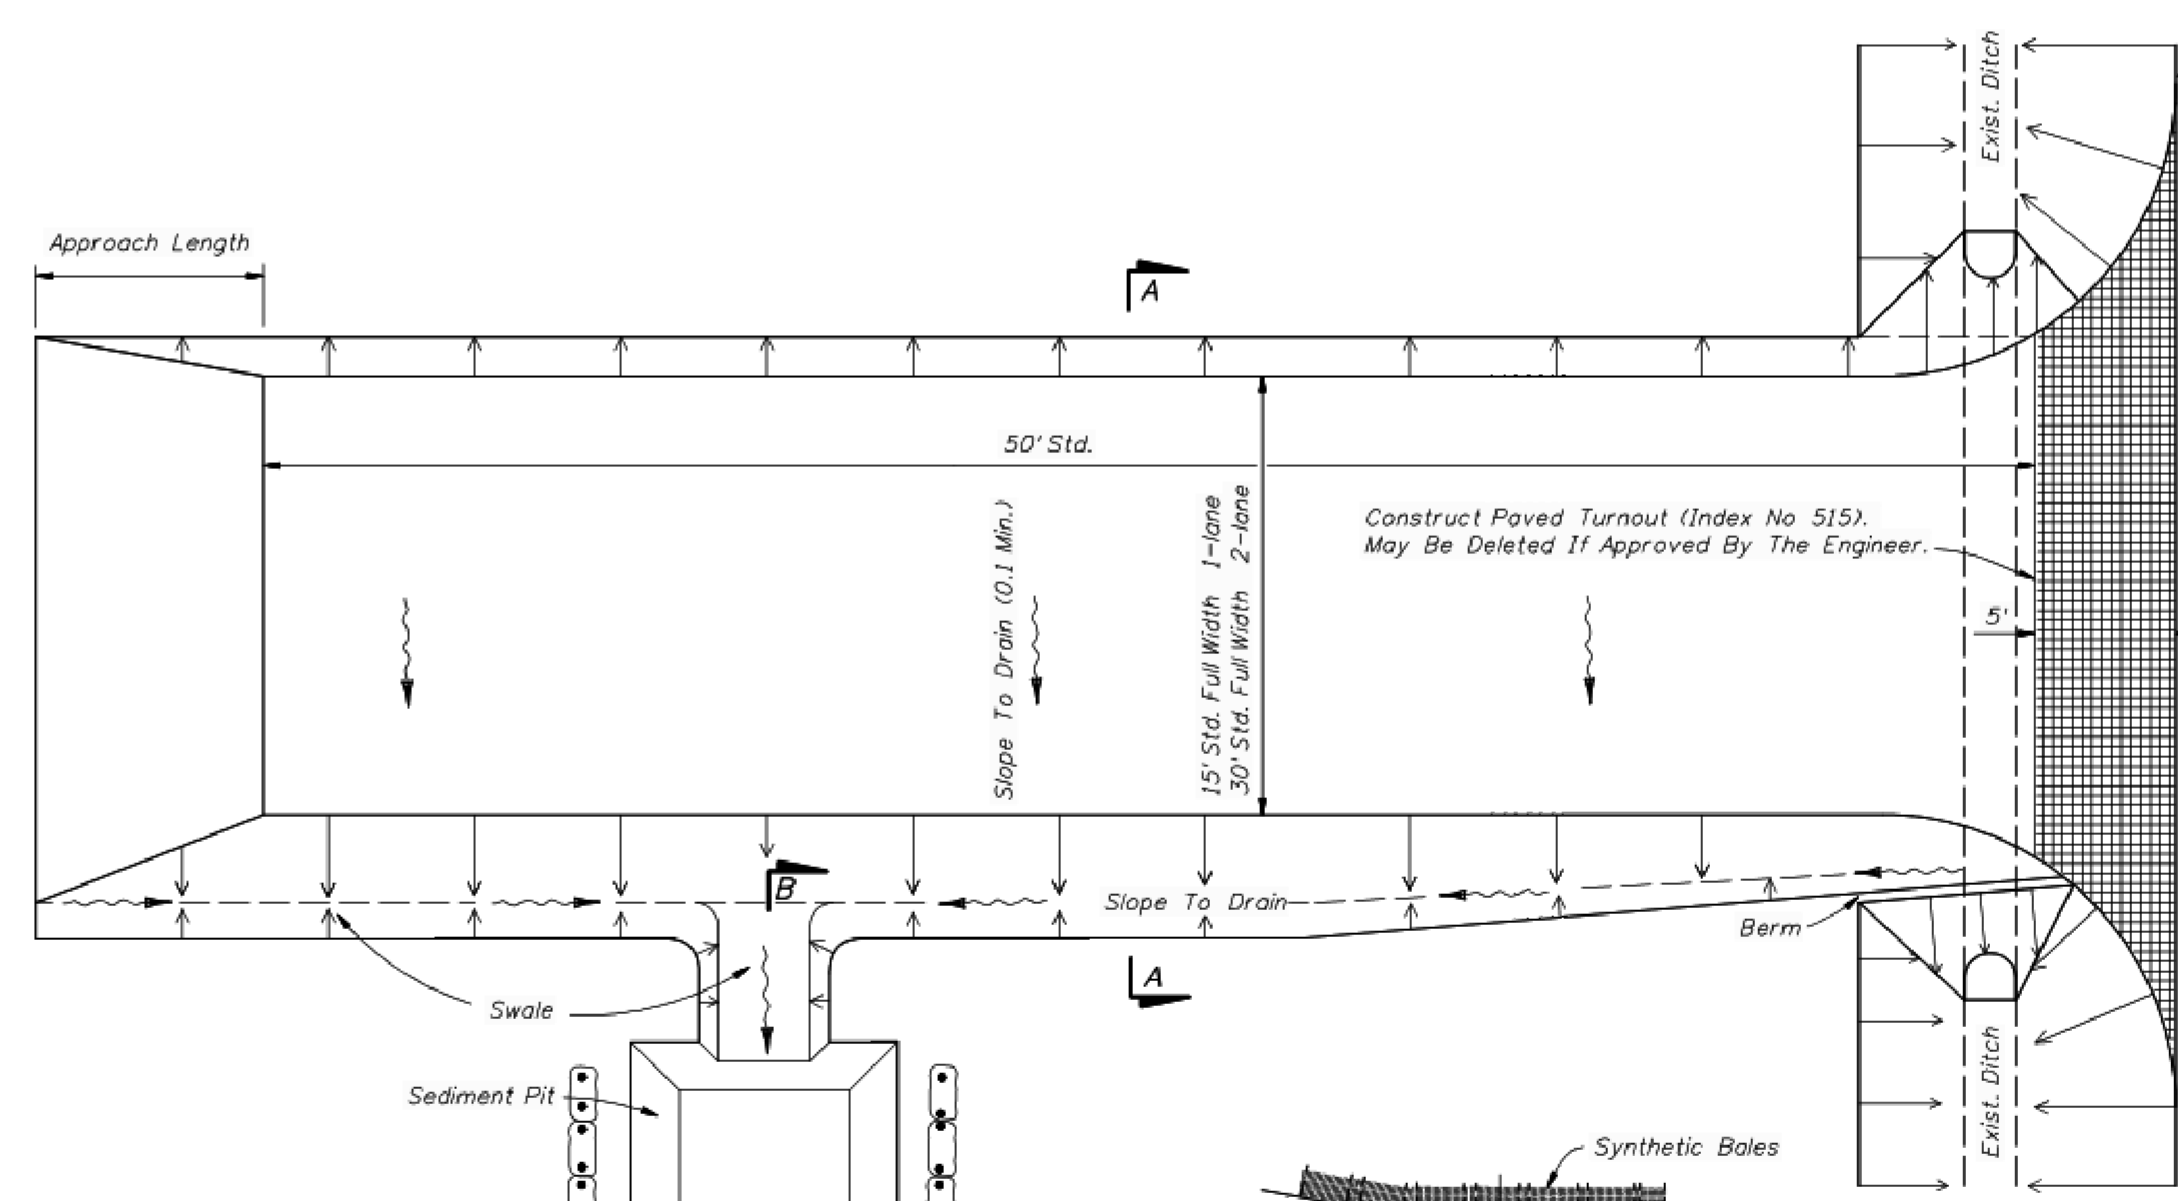 Exist. Ditch
Approach Length
A
50' Std.
Slope To Drain (0.1 Min.)
15' Std. Full Width 1-lane
30' Std. Full Width 2-lane
Construct Paved Turnout (Index No 515).
May Be Deleted If Approved By The Engineer.
5'
B
Slope To Drain
Berm
A
Swale
Sediment Pit
Exist. Ditch
Synthetic Bales